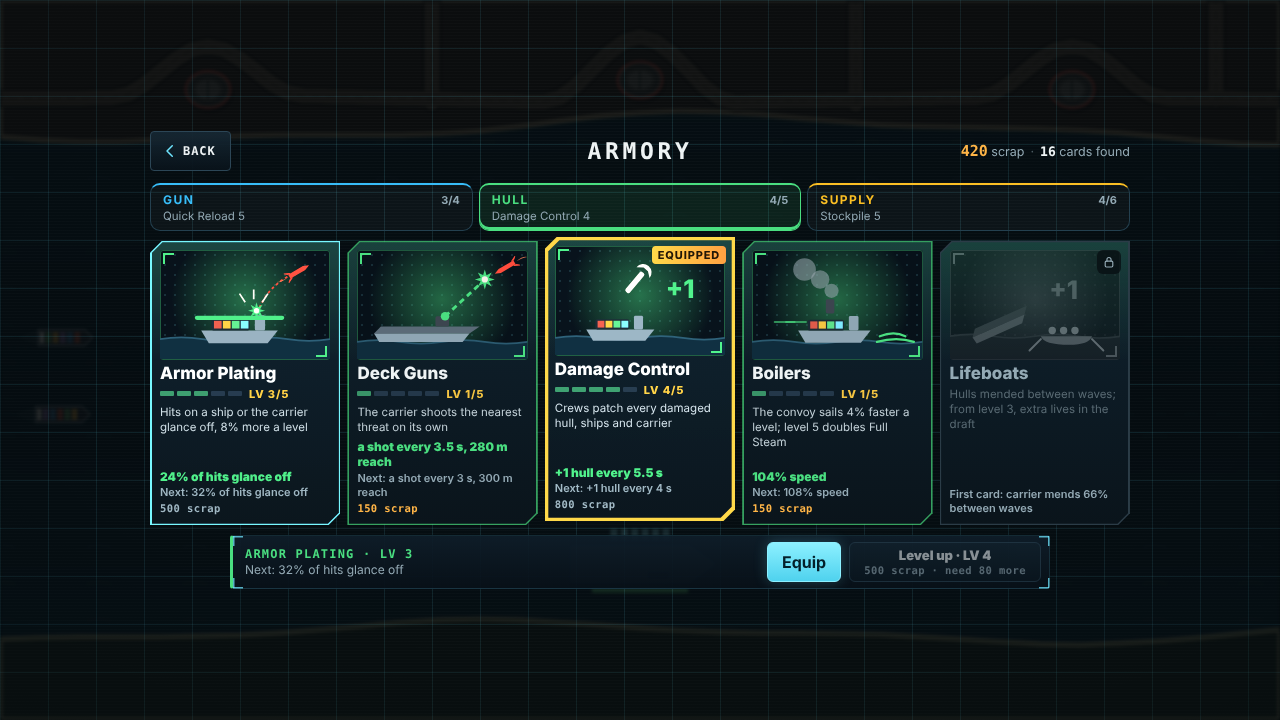 BACK
ARMORY
420 scrap · 16 cards found
GUN 3/4
Quick Reload 5
HULL 4/5
Damage Control 4
SUPPLY 4/6
Stockpile 5
Armor Plating
LV 3/5
Hits on a ship or the carrier
glance off, 8% more a level
24% of hits glance off
Next: 32% of hits glance off
500 scrap
Deck Guns
LV 1/5
The carrier shoots the nearest
threat on its own
a shot every 3.5 s, 280 m
reach
Next: a shot every 3 s, 300 m
reach
150 scrap
EQUIPPED
+1
Damage Control
LV 4/5
Crews patch every damaged
hull, ships and carrier
+1 hull every 5.5 s
Next: +1 hull every 4 s
800 scrap
Boilers
LV 1/5
The convoy sails 4% faster a
level; level 5 doubles Full
Steam
104% speed
Next: 108% speed
150 scrap
+1
Lifeboats
Hulls mended between waves;
from level 3, extra lives in the
draft
First card: carrier mends 66%
between waves
ARMOR PLATING · LV 3
Next: 32% of hits glance off
Equip
Level up · LV 4
500 scrap · need 80 more